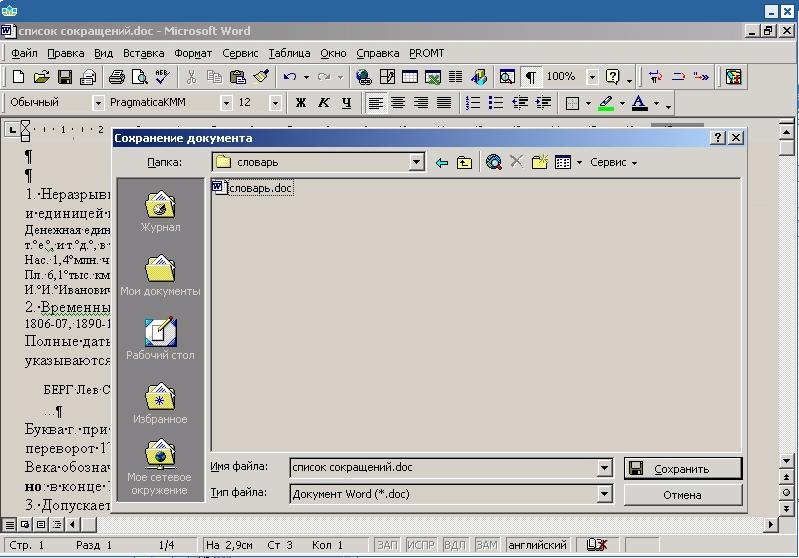 список сокращений.doc - Microsoft Word
Файл Правка Вид Вставка Формат Сервис Таблица Окно Справка PROMT
100%
Обычный PragmaticaKMM 12 Ж К Ч
1 2
Сохранение документа
Папка: словарь Сервис
словарь.doc
Журнал
Мои документы
Рабочий стол
Избранное
Мое сетевое
окружение
Имя файла: список сокращений.doc Сохранить
Тип файла: Документ Word (*.doc) Отмена
¶
¶
1.·Неразрыв
и·единицей·
Денежная·един
т.°е.°,·и·т.°д.°,·в·
Нас.·1,4°млн.·ч
Пл.·6,1°тыс.·км
И.°И.°Иванович
2.·Временны
1806-07,·1890-1
Полные·даты
указываются
БЕРГ·Лев·С
...¶
Буква·г.·при·
переворот·17
Века·обознач
но:·в·конце·
3.·Допускает
Стр. 1 Разд 1 1/4 На 2,9см Ст 3 Кол 1 ЗАП ИСПР ВДЛ ЗАМ английский